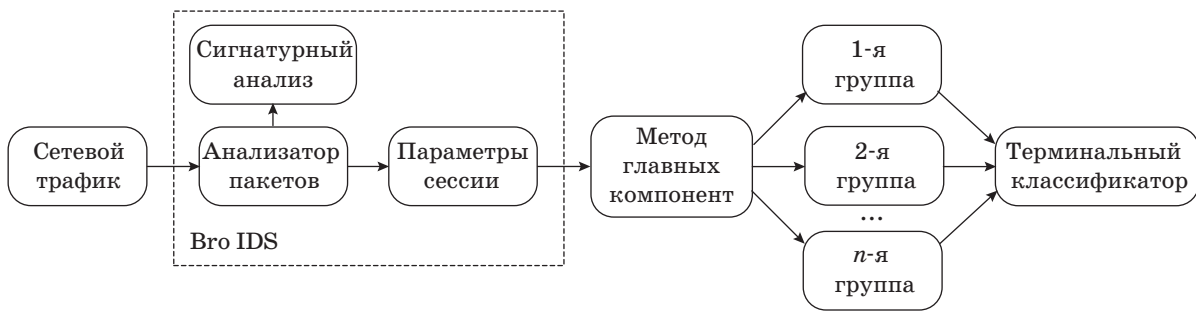 Сигнатурный
анализ
Сетевой
трафик
Анализатор
пакетов
Параметры
сессии
Bro IDS
Метод
главных
компонент
1-я
группа
2-я
группа
...
n-я
группа
Терминальный
классификатор